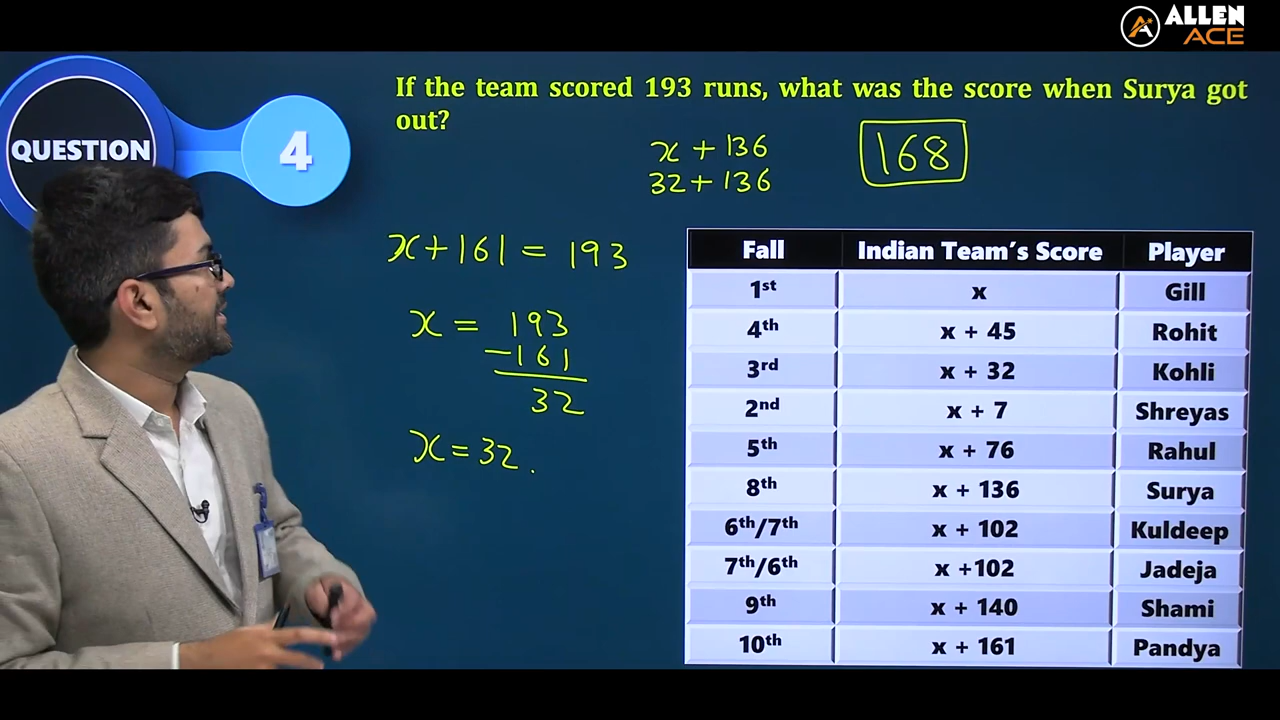 ALLEN
ACE
If the team scored 193 runs, what was the score when Surya got
out?
QUESTION
4
x + 136
32 + 136
168
x + 161 = 193
x = 193
-161
32
x = 32.
Fall Indian Team's Score Player
1st x Gill
4th x + 45 Rohit
3rd x + 32 Kohli
2nd x + 7 Shreyas
5th x + 76 Rahul
8th x + 136 Surya
6th/7th x + 102 Kuldeep
7th/6th x +102 Jadeja
9th x + 140 Shami
10th x + 161 Pandya